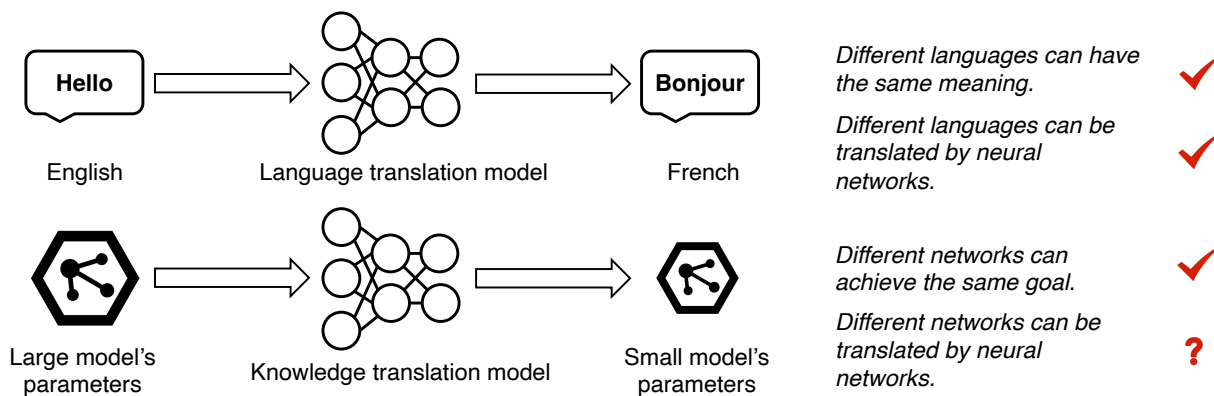 Hello
Bonjour
English
Language translation model
French
Different languages can have
the same meaning.
Different languages can be
translated by neural
networks.
Large model's
parameters
Knowledge translation model
Small model's
parameters
Different networks can
achieve the same goal.
Different networks can be
translated by neural
networks.
?